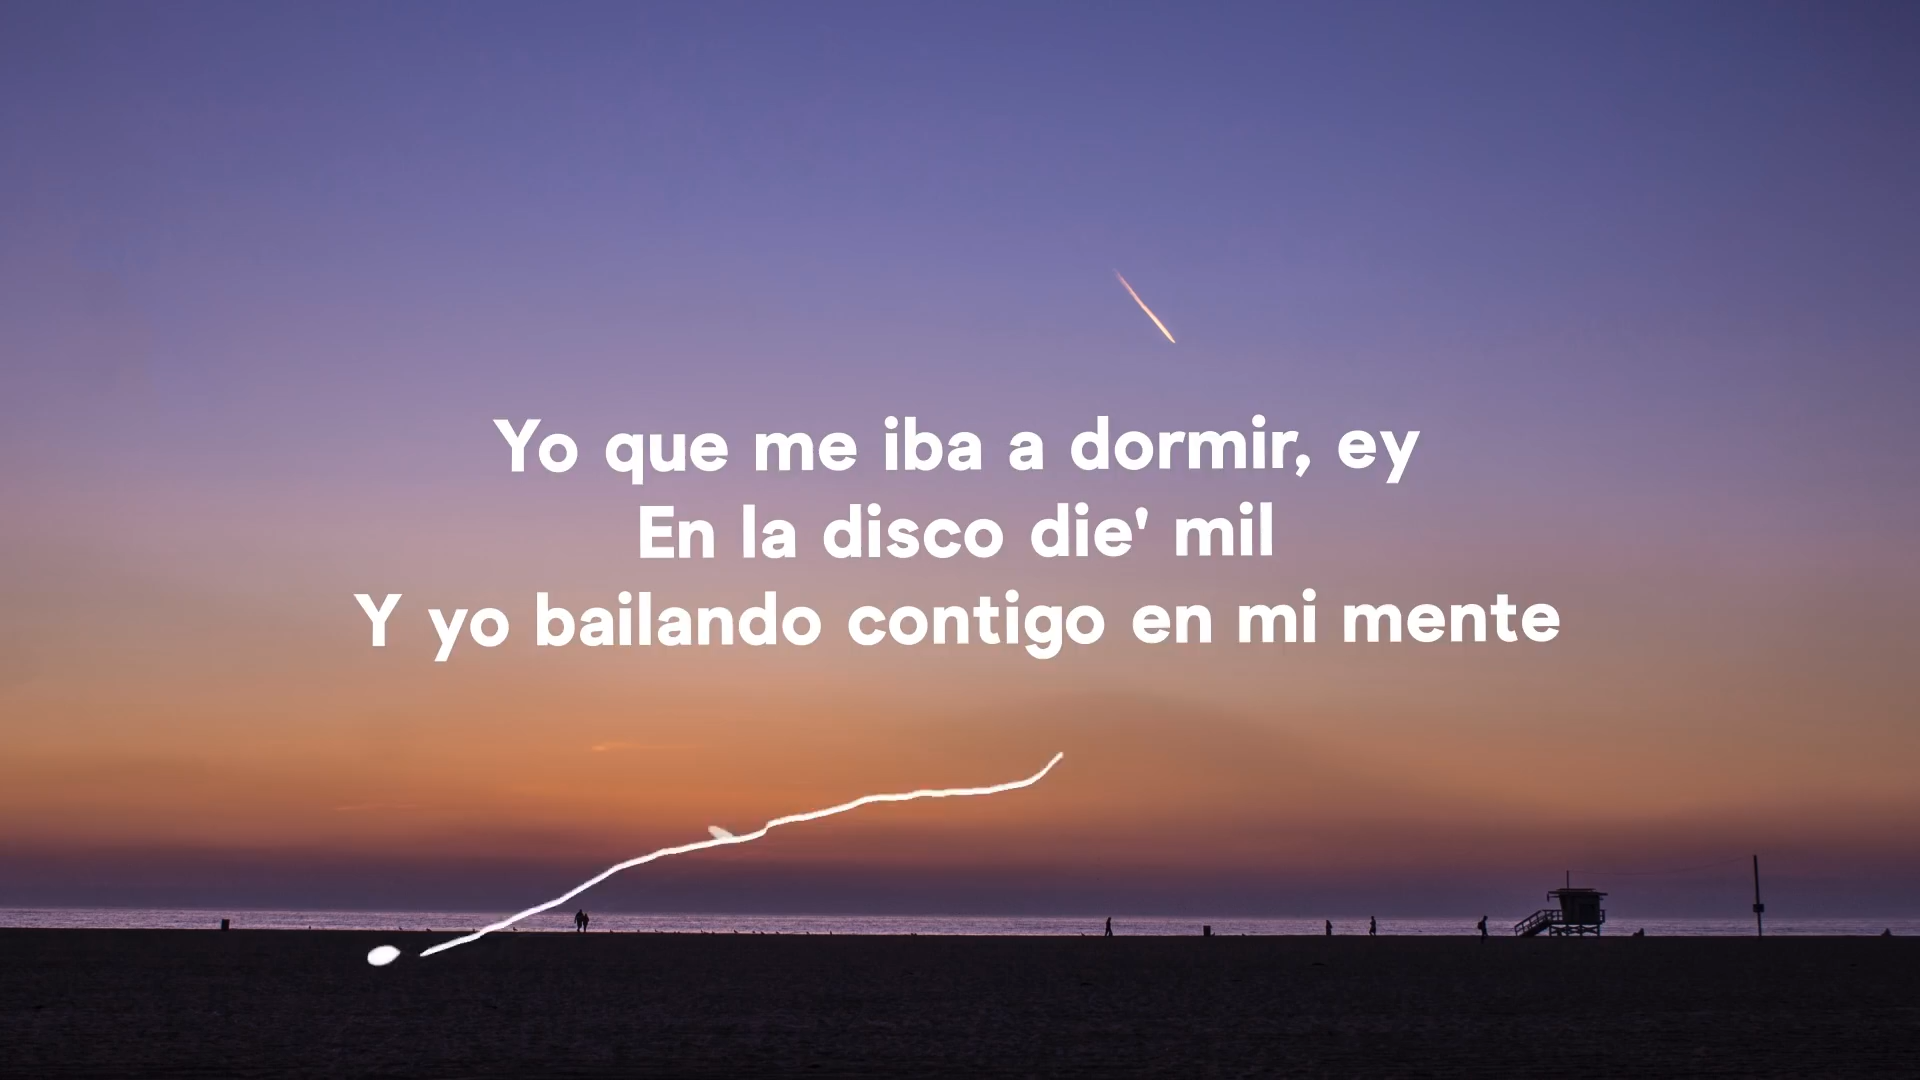 Yo que me iba a dormir, ey
En la disco die' mil
Y yo bailando contigo en mi mente